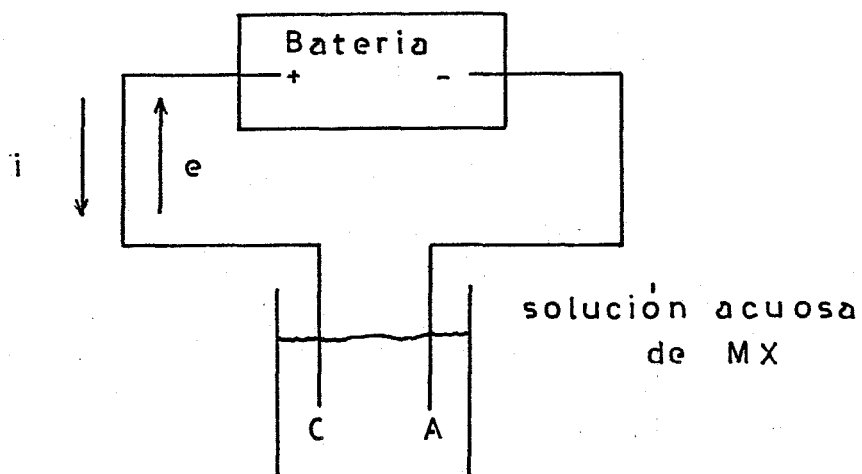 Bateria
+ -
i e
solución acuosa
de MX
C A